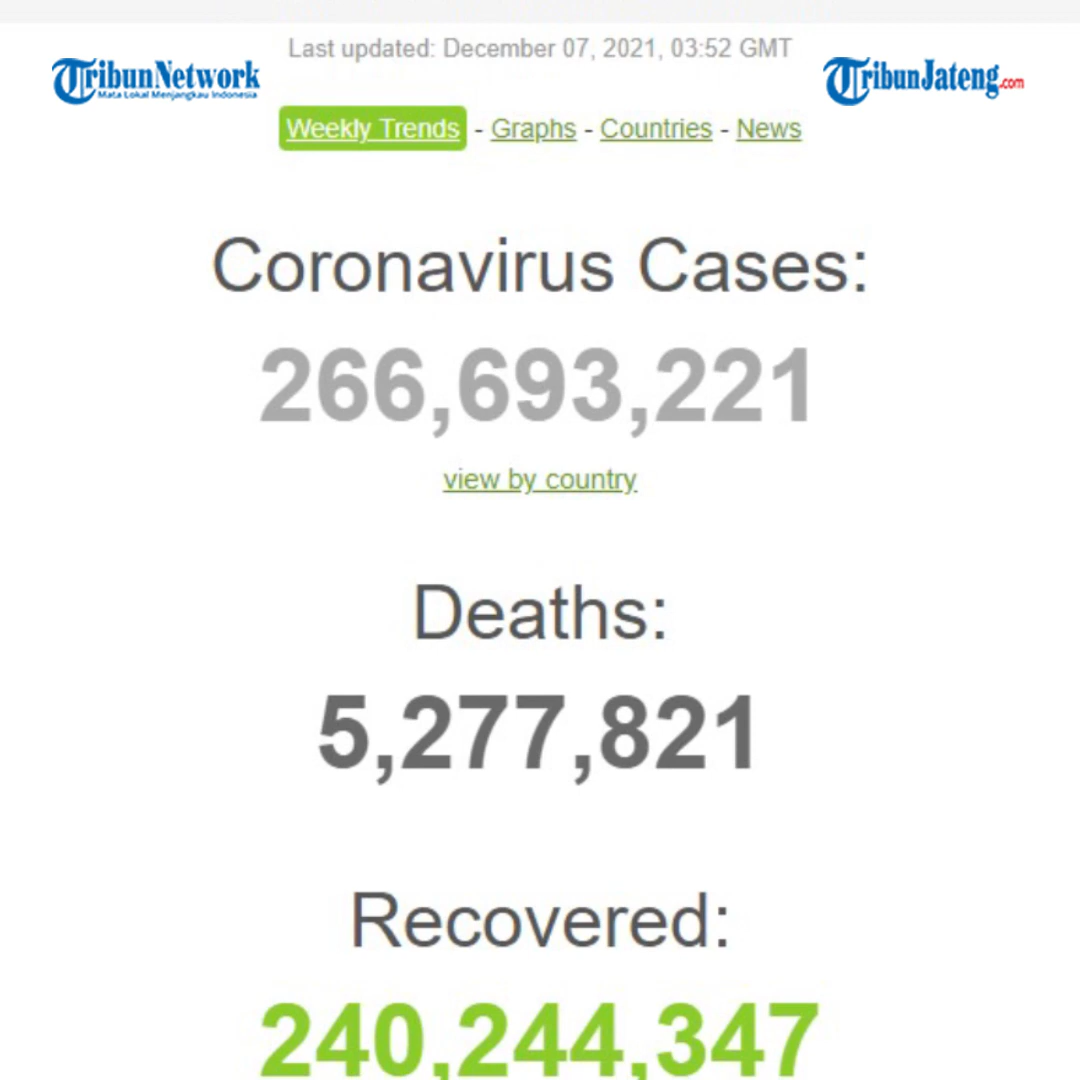 Last updated: December 07, 2021, 03:52 GMT
TribunNetwork
Mata Lokal Menjangkau Indonesia
TribunJateng.com
Weekly Trends - Graphs - Countries - News
Coronavirus Cases:
266,693,221
view by country
Deaths:
5,277,821
Recovered:
240,244,347